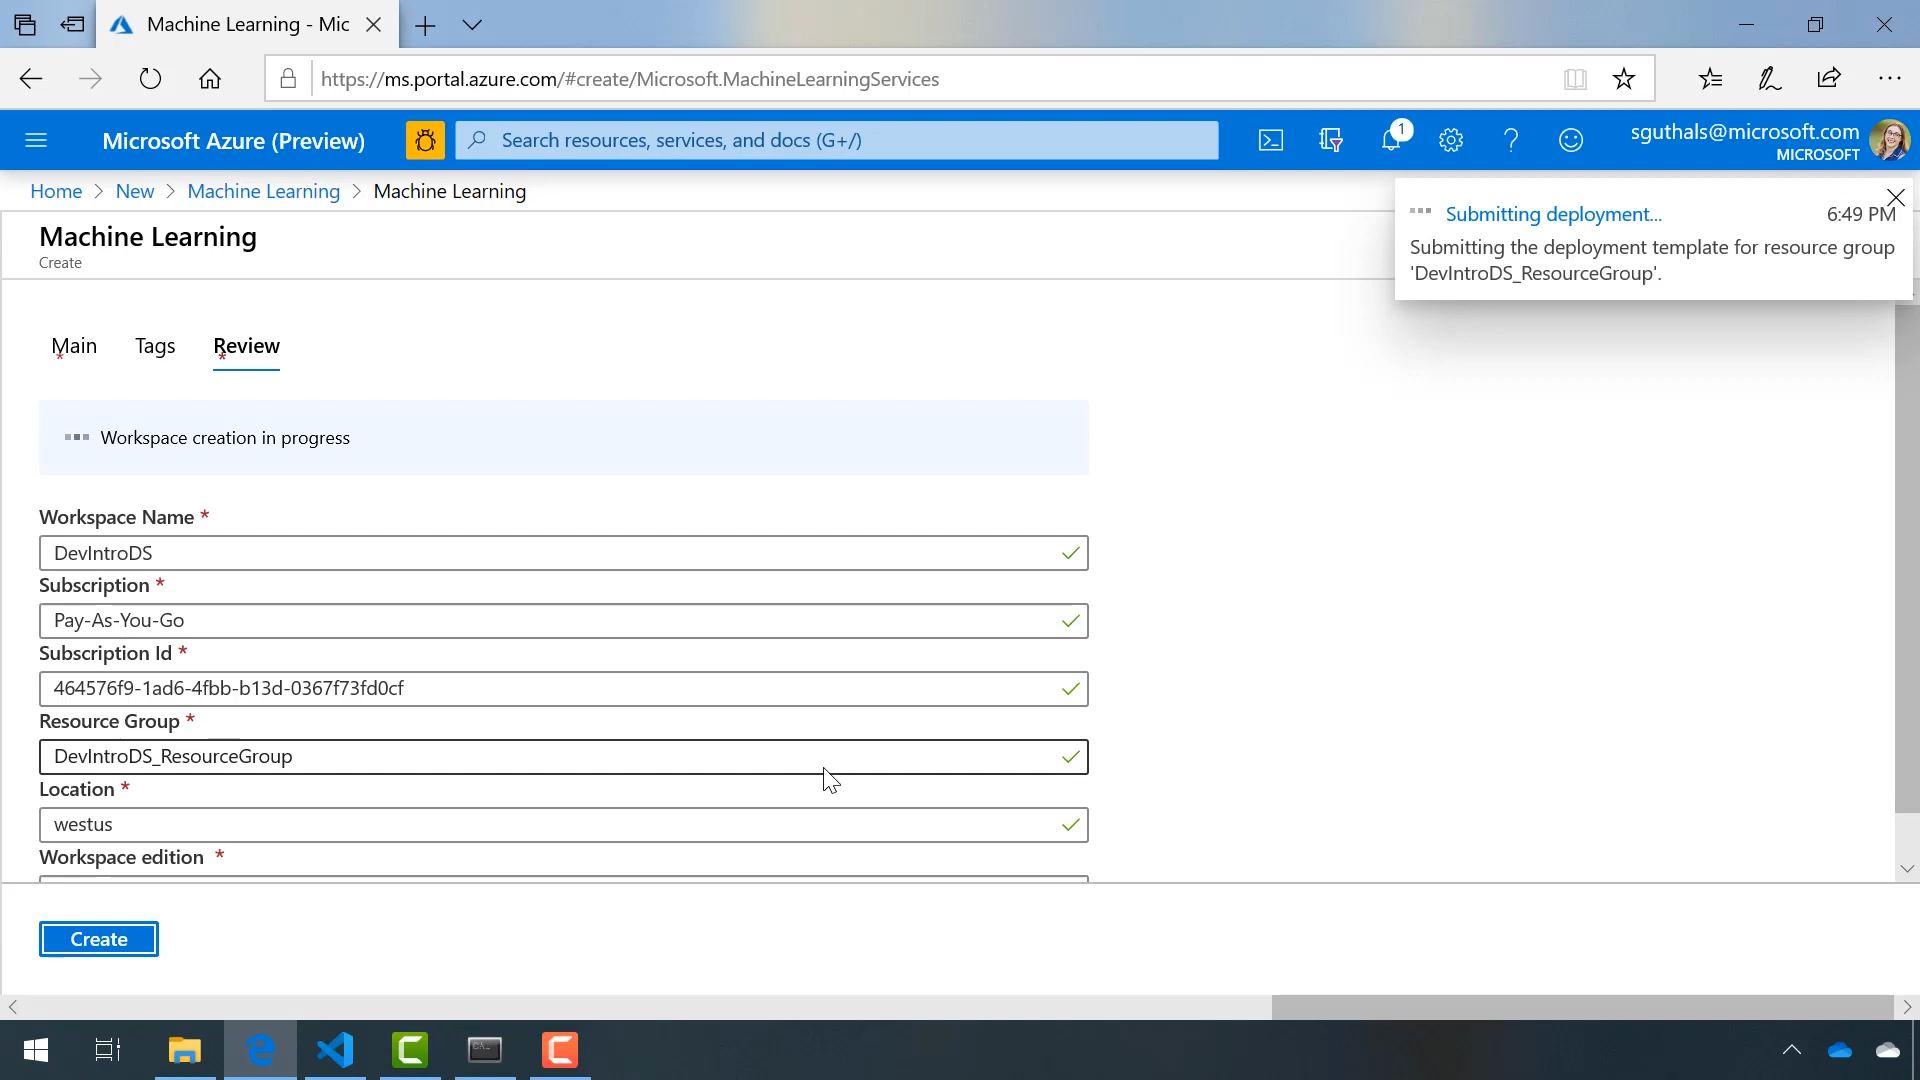 Machine Learning - Mic
https://ms.portal.azure.com/#create/Microsoft.MachineLearningServices
Microsoft Azure (Preview)
Search resources, services, and docs (G+/)
1
sguthals@microsoft.com
MICROSOFT
Home > New > Machine Learning > Machine Learning
Machine Learning
Create
Submitting deployment...
6:49 PM
Submitting the deployment template for resource group
'DevIntroDS_ResourceGroup'.
Main * Tags Review *
Workspace creation in progress
Workspace Name *
DevIntroDS
Subscription *
Pay-As-You-Go
Subscription Id *
464576f9-1ad6-4fbb-b13d-0367f73fd0cf
Resource Group *
DevIntroDS_ResourceGroup
Location *
westus
Workspace edition *
Create